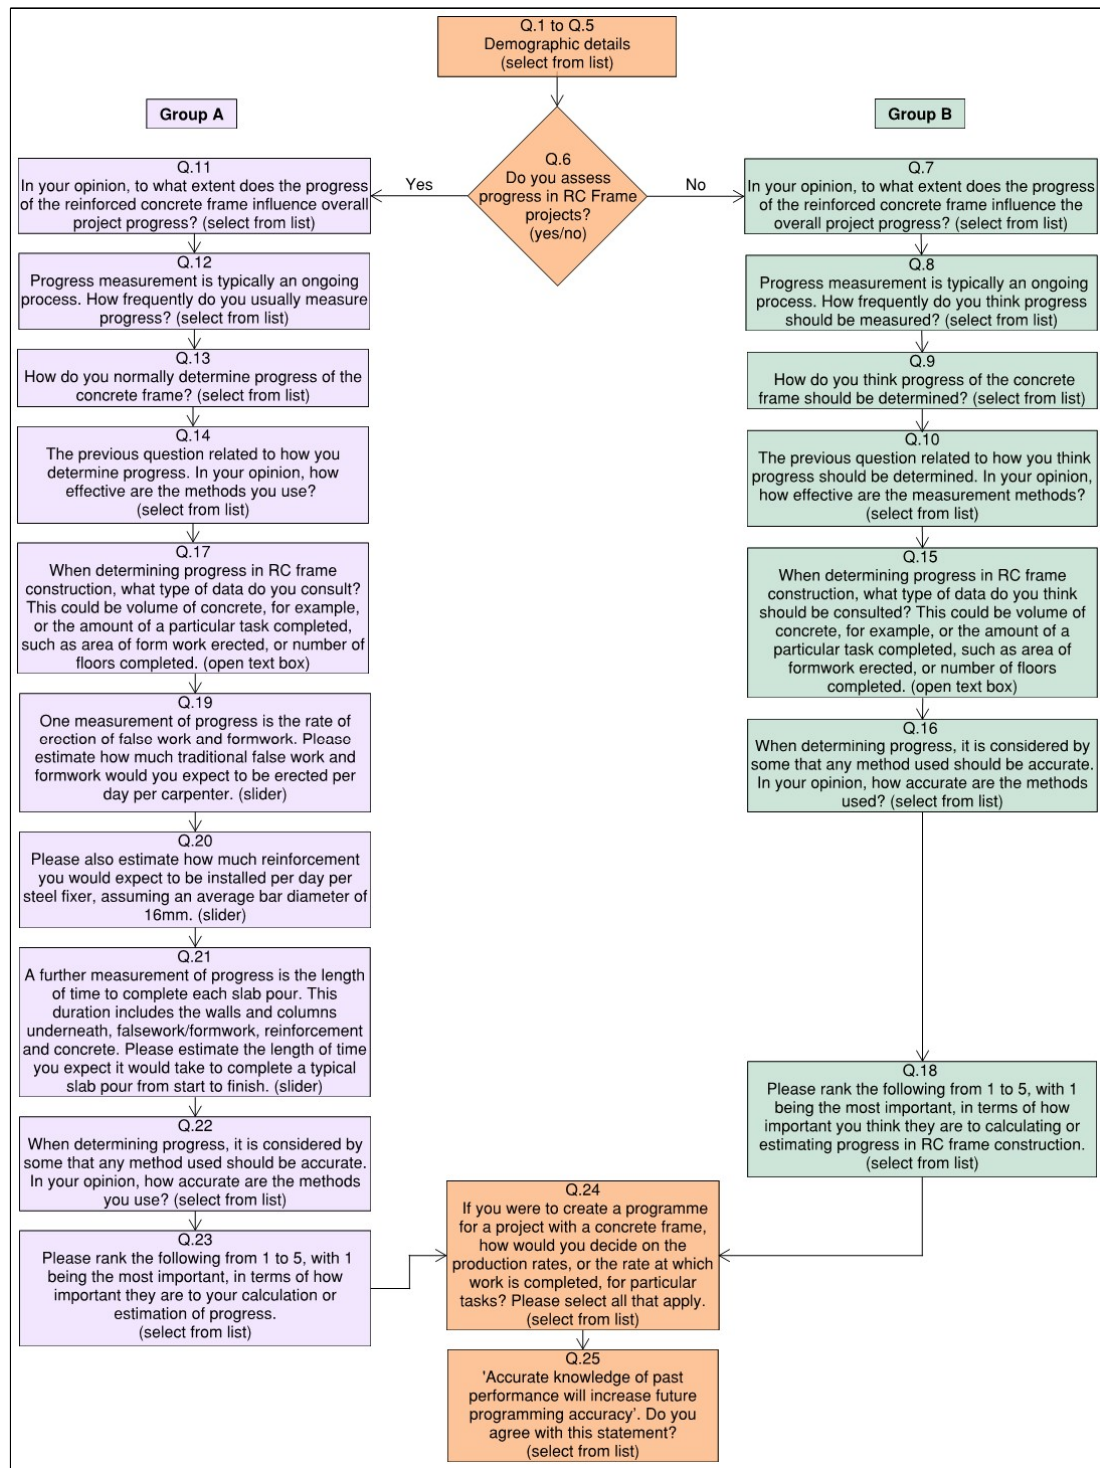 Q.1 to Q.5
Demographic details
(select from list)
Group A
Group B
Q.6
Do you assess
progress in RC Frame
projects?
(yes/no)
Yes
No
Q.11
In your opinion, to what extent does the progress
of the reinforced concrete frame influence overall
project progress? (select from list)
Q.12
Progress measurement is typically an ongoing
process. How frequently do you usually measure
progress? (select from list)
Q.13
How do you normally determine progress of the
concrete frame? (select from list)
Q.14
The previous question related to how you
determine progress. In your opinion, how
effective are the methods you use?
(select from list)
Q.17
When determining progress in RC frame
construction, what type of data do you consult?
This could be volume of concrete, for example,
or the amount of a particular task completed,
such as area of form work erected, or number of
floors completed. (open text box)
Q.19
One measurement of progress is the rate of
erection of false work and formwork. Please
estimate how much traditional false work and
formwork would you expect to be erected per
day per carpenter. (slider)
Q.20
Please also estimate how much reinforcement
you would expect to be installed per day per
steel fixer, assuming an average bar diameter of
16mm. (slider)
Q.21
A further measurement of progress is the length
of time to complete each slab pour. This
duration includes the walls and columns
underneath, falsework/formwork, reinforcement
and concrete. Please estimate the length of time
you expect it would take to complete a typical
slab pour from start to finish. (slider)
Q.22
When determining progress, it is considered by
some that any method used should be accurate.
In your opinion, how accurate are the methods
you use? (select from list)
Q.23
Please rank the following from 1 to 5, with 1
being the most important, in terms of how
important they are to your calculation or
estimation of progress.
(select from list)
Q.7
In your opinion, to what extent does the progress
of the reinforced concrete frame influence the
overall project progress? (select from list)
Q.8
Progress measurement is typically an ongoing
process. How frequently do you think progress
should be measured? (select from list)
Q.9
How do you think progress of the concrete
frame should be determined? (select from list)
Q.10
The previous question related to how you think
progress should be determined. In your opinion,
how effective are the measurement methods?
(select from list)
Q.15
When determining progress in RC frame
construction, what type of data do you think
should be consulted? This could be volume of
concrete, for example, or the amount of a
particular task completed, such as area of
formwork erected, or number of floors
completed. (open text box)
Q.16
When determining progress, it is considered by
some that any method used should be accurate.
In your opinion, how accurate are the methods
used? (select from list)
Q.18
Please rank the following from 1 to 5, with 1
being the most important, in terms of how
important you think they are to calculating or
estimating progress in RC frame construction.
(select from list)
Q.24
If you were to create a programme
for a project with a concrete frame,
how would you decide on the
production rates, or the rate at which
work is completed, for particular
tasks? Please select all that apply.
(select from list)
Q.25
'Accurate knowledge of past
performance will increase future
programming accuracy'. Do you
agree with this statement?
(select from list)